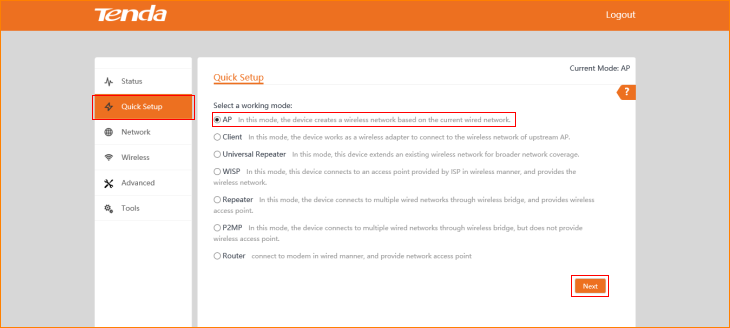 Tenda
Logout
Current Mode: AP
Status
Quick Setup
Network
Wireless
Advanced
Tools
Quick Setup
?
Select a working mode:
AP In this mode, the device creates a wireless network based on the current wired network.
Client In this mode, the device works as a wireless adapter to connect to the wireless network of upstream AP.
Universal Repeater In this mode, this device extends an existing wireless network for broader network coverage.
WISP In this mode, this device connects to an access point provided by ISP in wireless manner, and provides the
wireless network.
Repeater In this mode, the device connects to multiple wired networks through wireless bridge, and provides wireless
access point.
P2MP In this mode, the device connects to multiple wired networks through wireless bridge, but does not provide
wireless access point.
Router connect to modem in wired manner, and provide network access point
Next